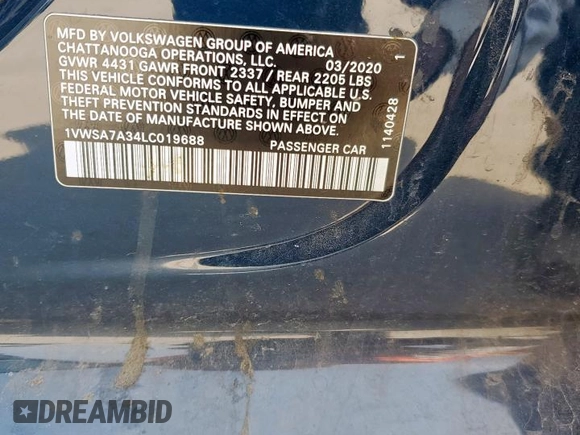 MFD BY VOLKSWAGEN GROUP OF AMERICA
CHATTANOOGA OPERATIONS, LLC. 03/2020
GVWR 4431 GAWR FRONT 2337 / REAR 2206 LBS
THIS VEHICLE CONFORMS TO ALL APPLICABLE U.S.
FEDERAL MOTOR VEHICLE SAFETY, BUMPER AND
THEFT PREVENTION STANDARDS IN EFFECT ON
THE DATE OF MANUFACTURE SHOWN ABOVE.
1VWSA7A34LC019688 PASSENGER CAR
1140428 1
DREAMBID